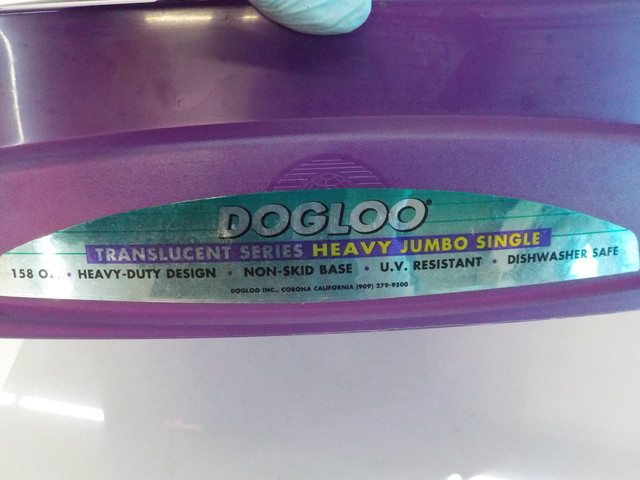 DOGLOO®
TRANSLUCENT SERIES HEAVY JUMBO SINGLE
158 • HEAVY-DUTY DESIGN • NON-SKID BASE • U.V. RESISTANT • DISHWASHER SAFE
DOGLOO INC., CORONA CALIFORNIA (909) 279-9500